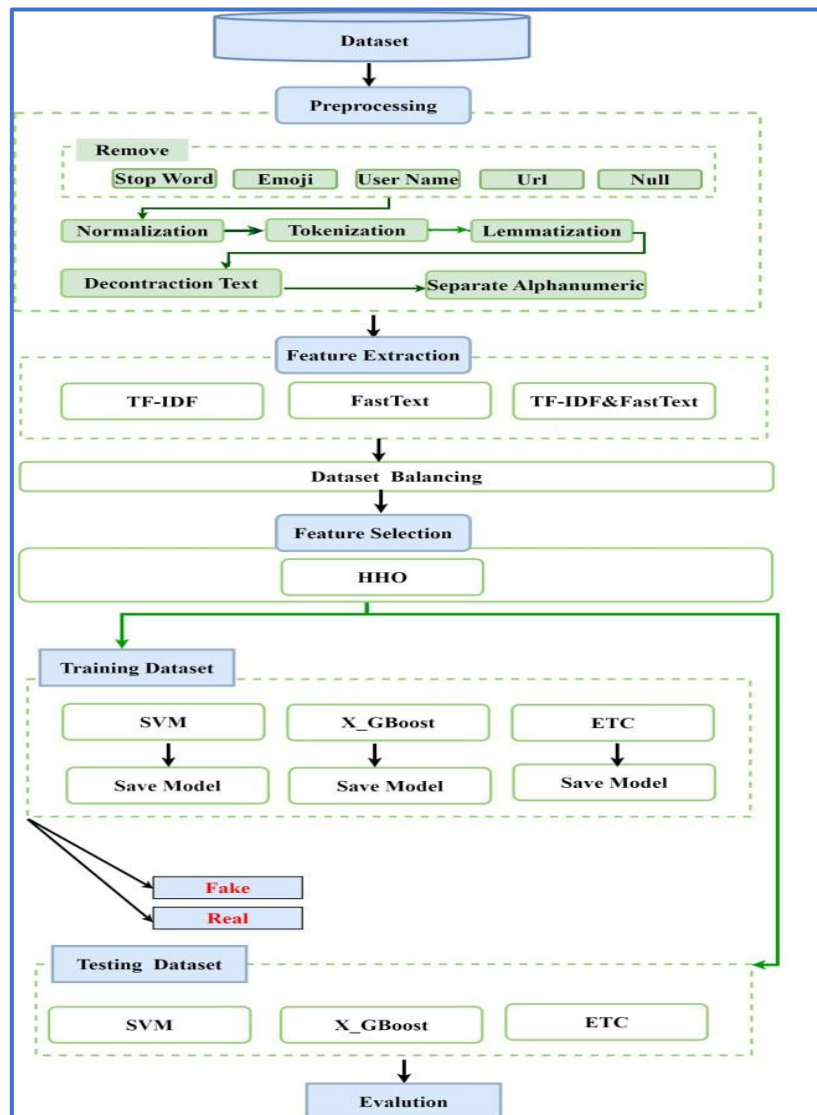 Dataset
Preprocessing
Remove
Stop Word
Emoji
User Name
Url
Null
Normalization
Tokenization
Lemmatization
Decontraction Text
Separate Alphanumeric
Feature Extraction
TF-IDF
FastText
TF-IDF&FastText
Dataset Balancing
Feature Selection
HHO
Training Dataset
SVM
X_GBoost
ETC
Save Model
Save Model
Save Model
Fake
Real
Testing Dataset
SVM
X_GBoost
ETC
Evalution